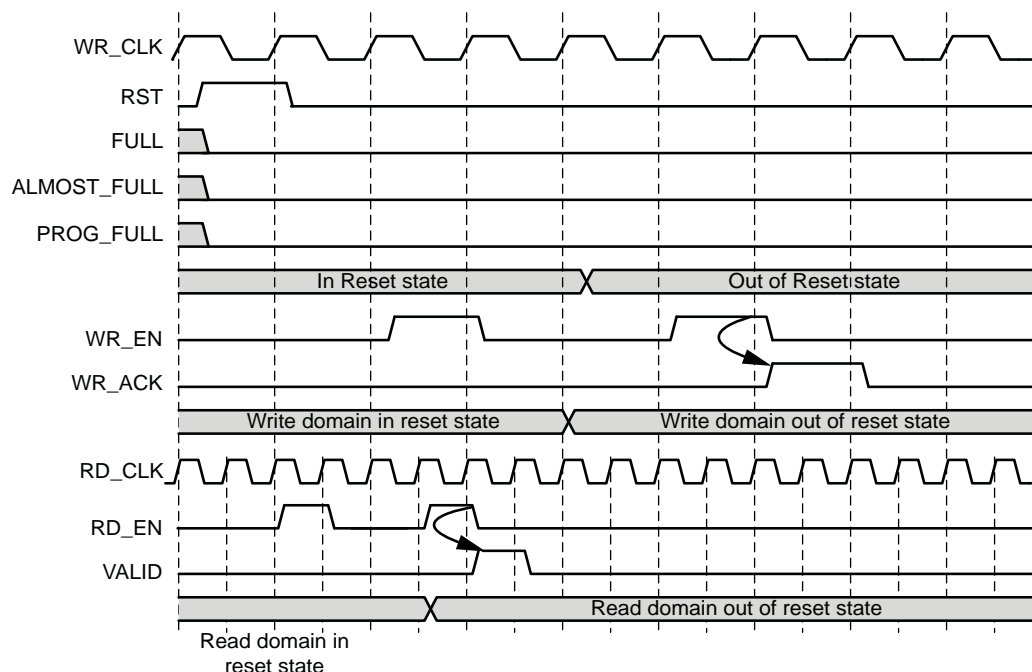 WR_CLK
RST
FULL
ALMOST_FULL
PROG_FULL
In Reset state
Out of Reset state
WR_EN
WR_ACK
Write domain in reset state
Write domain out of reset state
RD_CLK
RD_EN
VALID
Read domain out of reset state
Read domain in
reset state